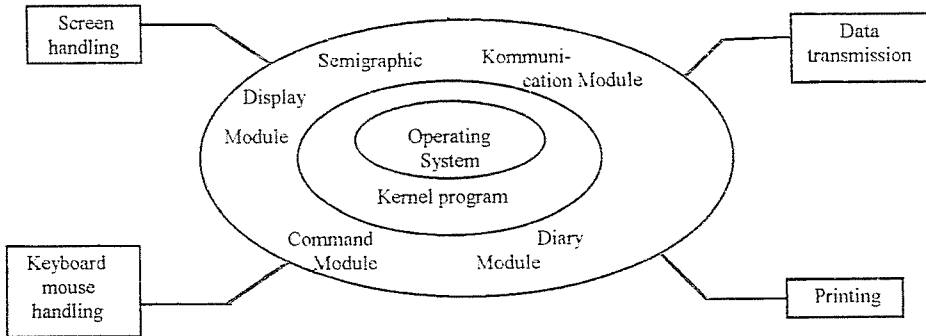 Screen
handling
Semigraphic
Display
Module
Kommuni-
cation Module
Data
transmission
Operating
System
Kernel program
Command
Module
Diary
Module
Keyboard
mouse
handling
Printing